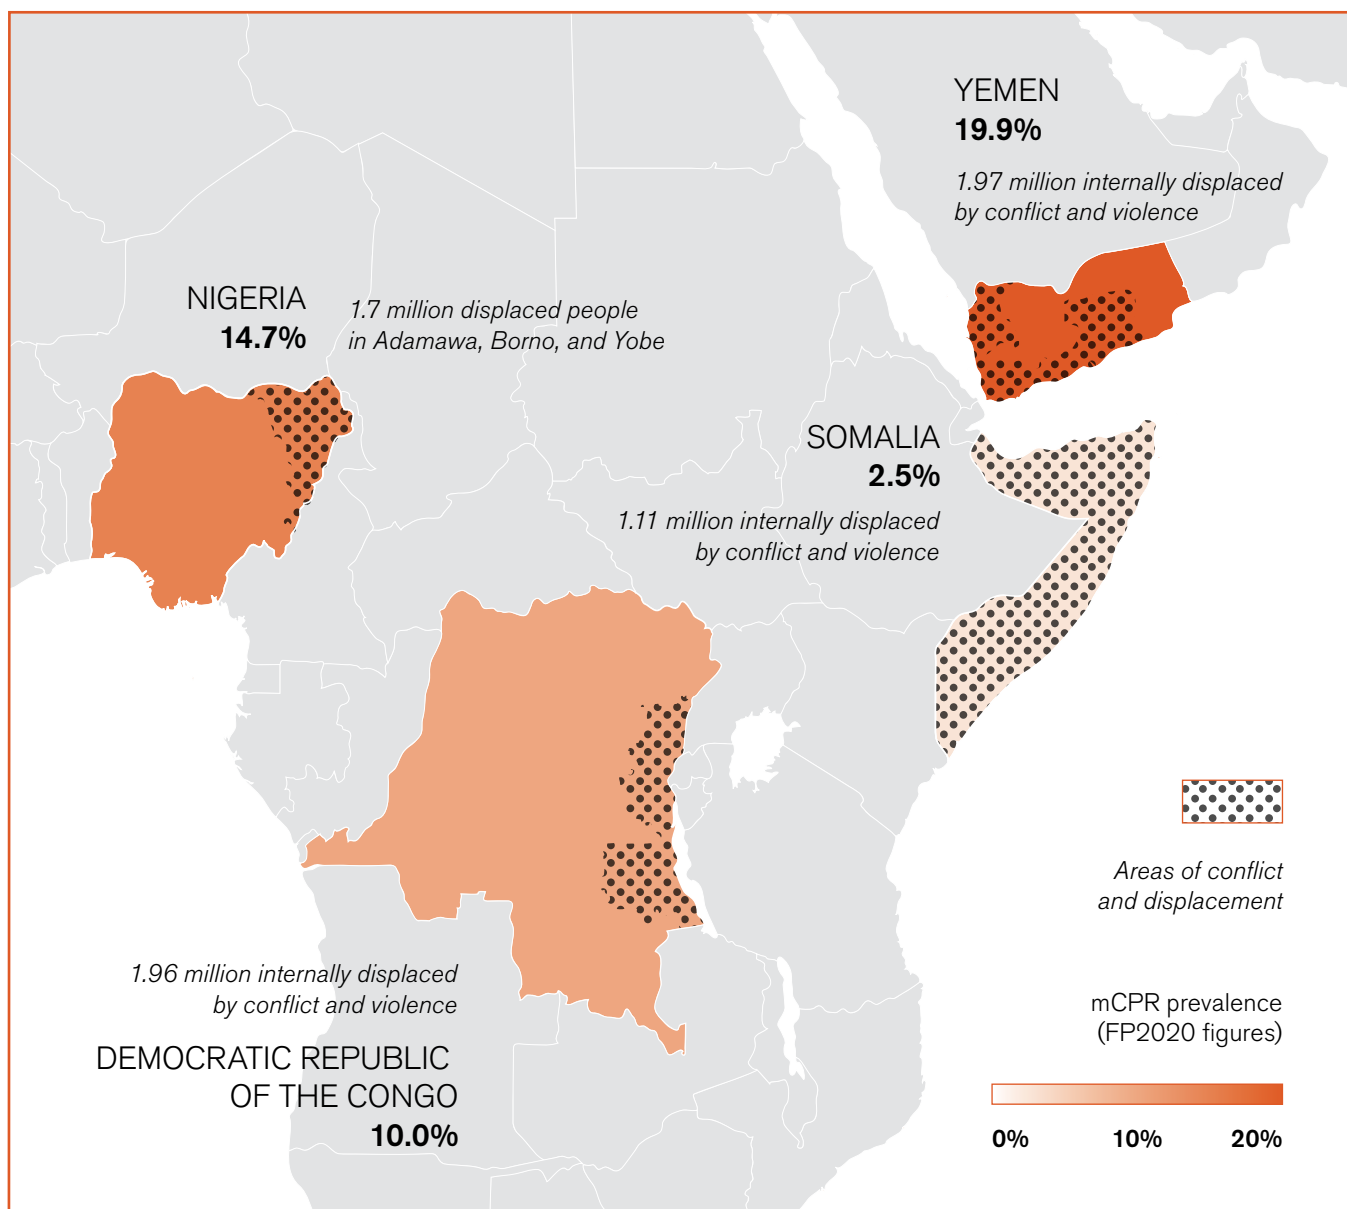 YEMEN
19.9%
1.97 million internally displaced
by conflict and violence
NIGERIA
14.7%
1.7 million displaced people
in Adamawa, Borno, and Yobe
SOMALIA
2.5%
1.11 million internally displaced
by conflict and violence
1.96 million internally displaced
by conflict and violence
DEMOCRATIC REPUBLIC
OF THE CONGO
10.0%
Areas of conflict
and displacement
mCPR prevalence
(FP2020 figures)
0% 10% 20%